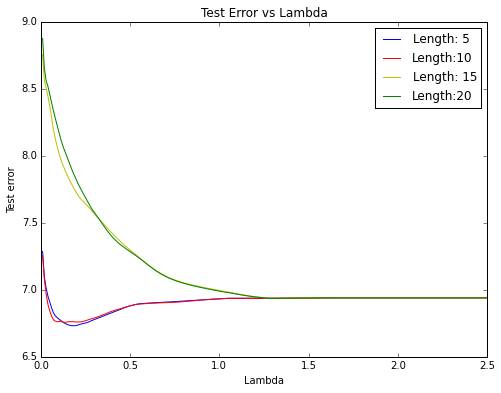 Test Error vs Lambda
Test error
9.0
8.5
8.0
7.5
7.0
6.5
Length: 5
Length:10
Length: 15
Length:20
0.0 0.5 1.0 1.5 2.0 2.5
Lambda